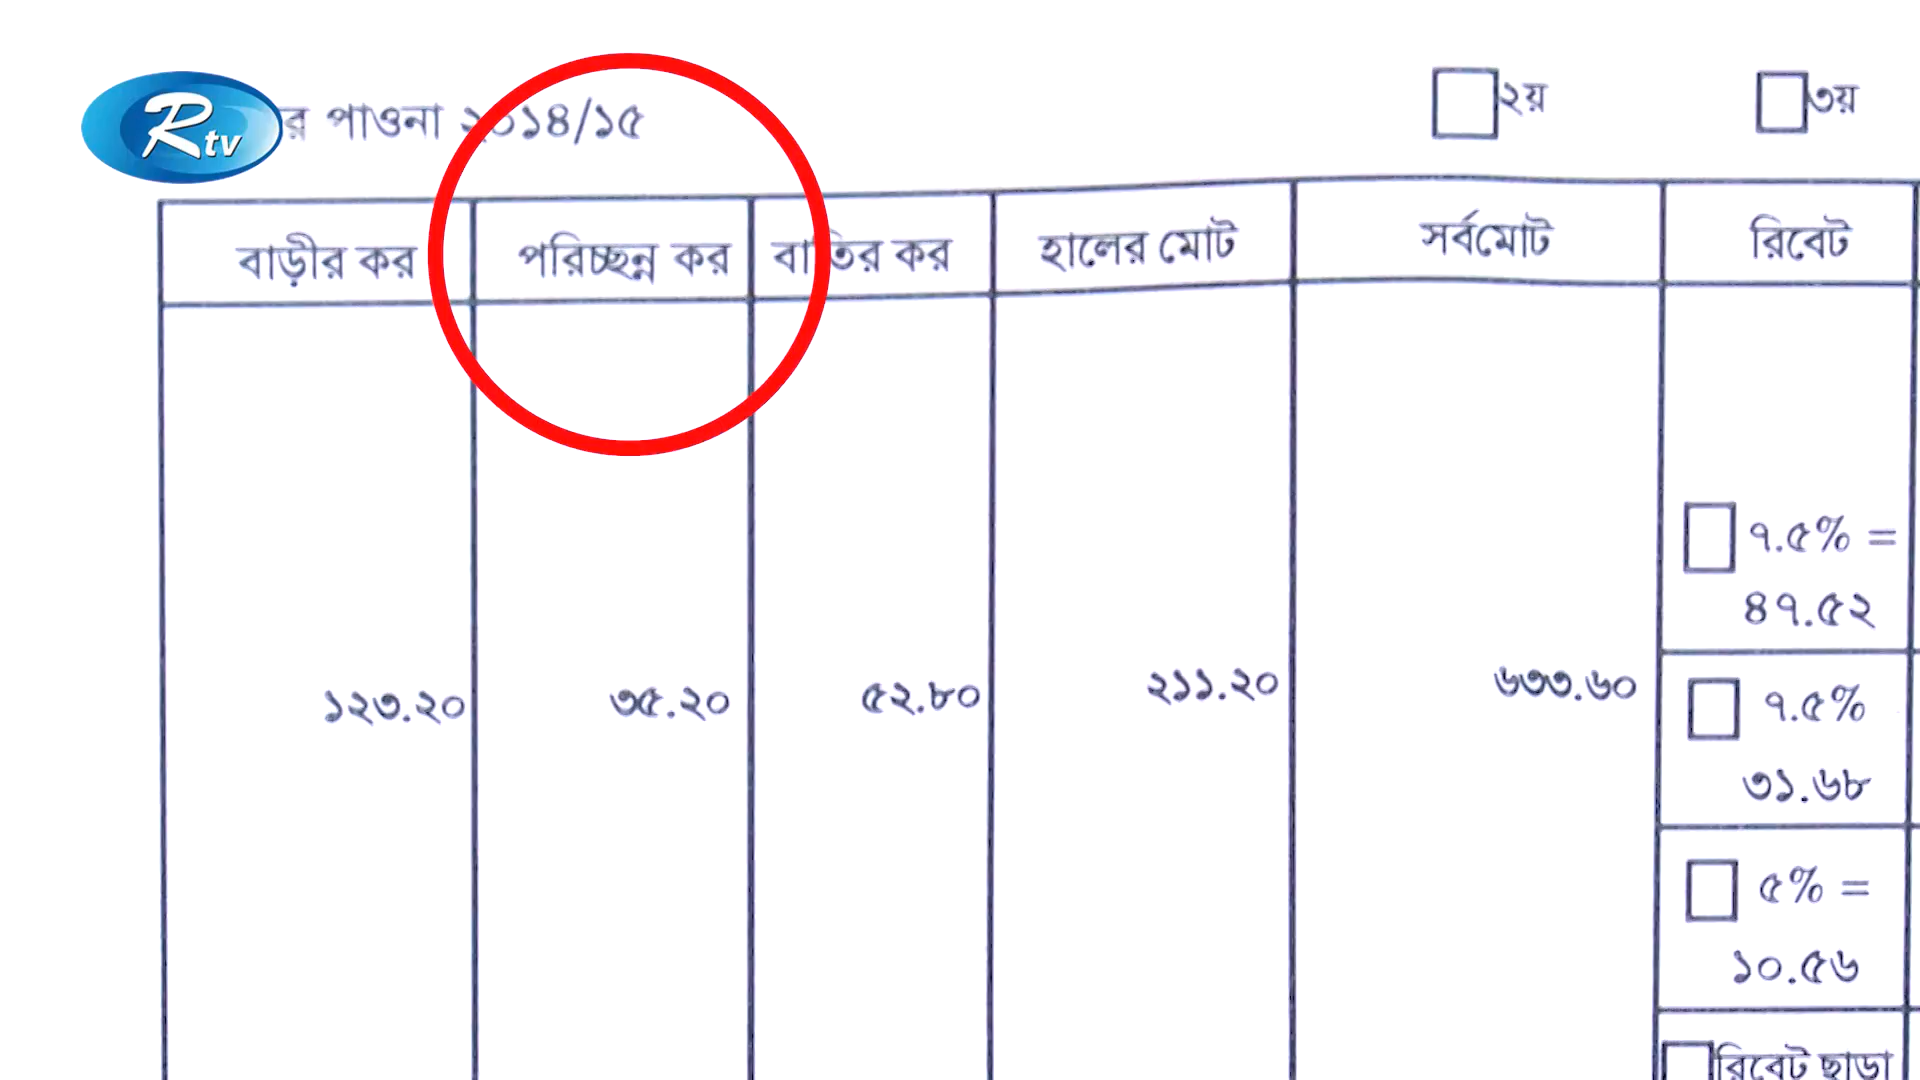 Rtv
র পাওনা ২০১৪/১৫
২য়
৩য়
বাড়ীর কর
পরিচ্ছন্ন কর
বাতির কর
হালের মোট
সর্বমোট
রিবেট
১২৩.২০
৩৫.২০
৫২.৮০
২১১.২০
৬৩৩.৬০
৭.৫% =
৪৭.৫২
৭.৫%
৩১.৬৮
৫% =
১০.৫৬
রিবেট ছাড়া